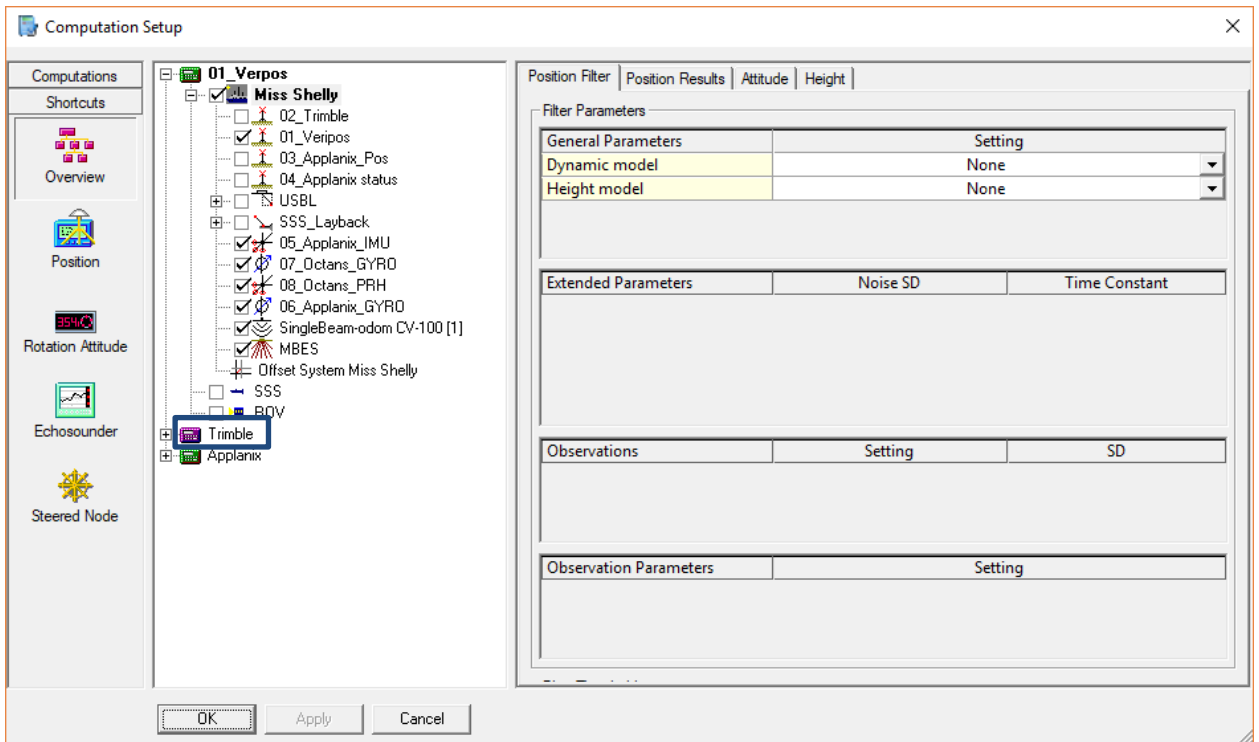 Computation Setup
Computations
Shortcuts
Overview
Position
354.0
Rotation Attitude
Echosounder
Steered Node
01_Verpos
Miss Shelly
02_Trimble
01_Veripos
03_Applanix_Pos
04_Applanix status
USBL
SSS_Layback
05_Applanix_IMU
07_Octans_GYRO
08_Octans_PRH
06_Applanix_GYRO
SingleBeam-odom CV-100 [1]
MBES
Offset System Miss Shelly
SSS
ROV
Trimble
Applanix
Position Filter Position Results Attitude Height
Filter Parameters
General Parameters Setting
Dynamic model None
Height model None
Extended Parameters Noise SD Time Constant
Observations Setting SD
Observation Parameters Setting
OK Apply Cancel